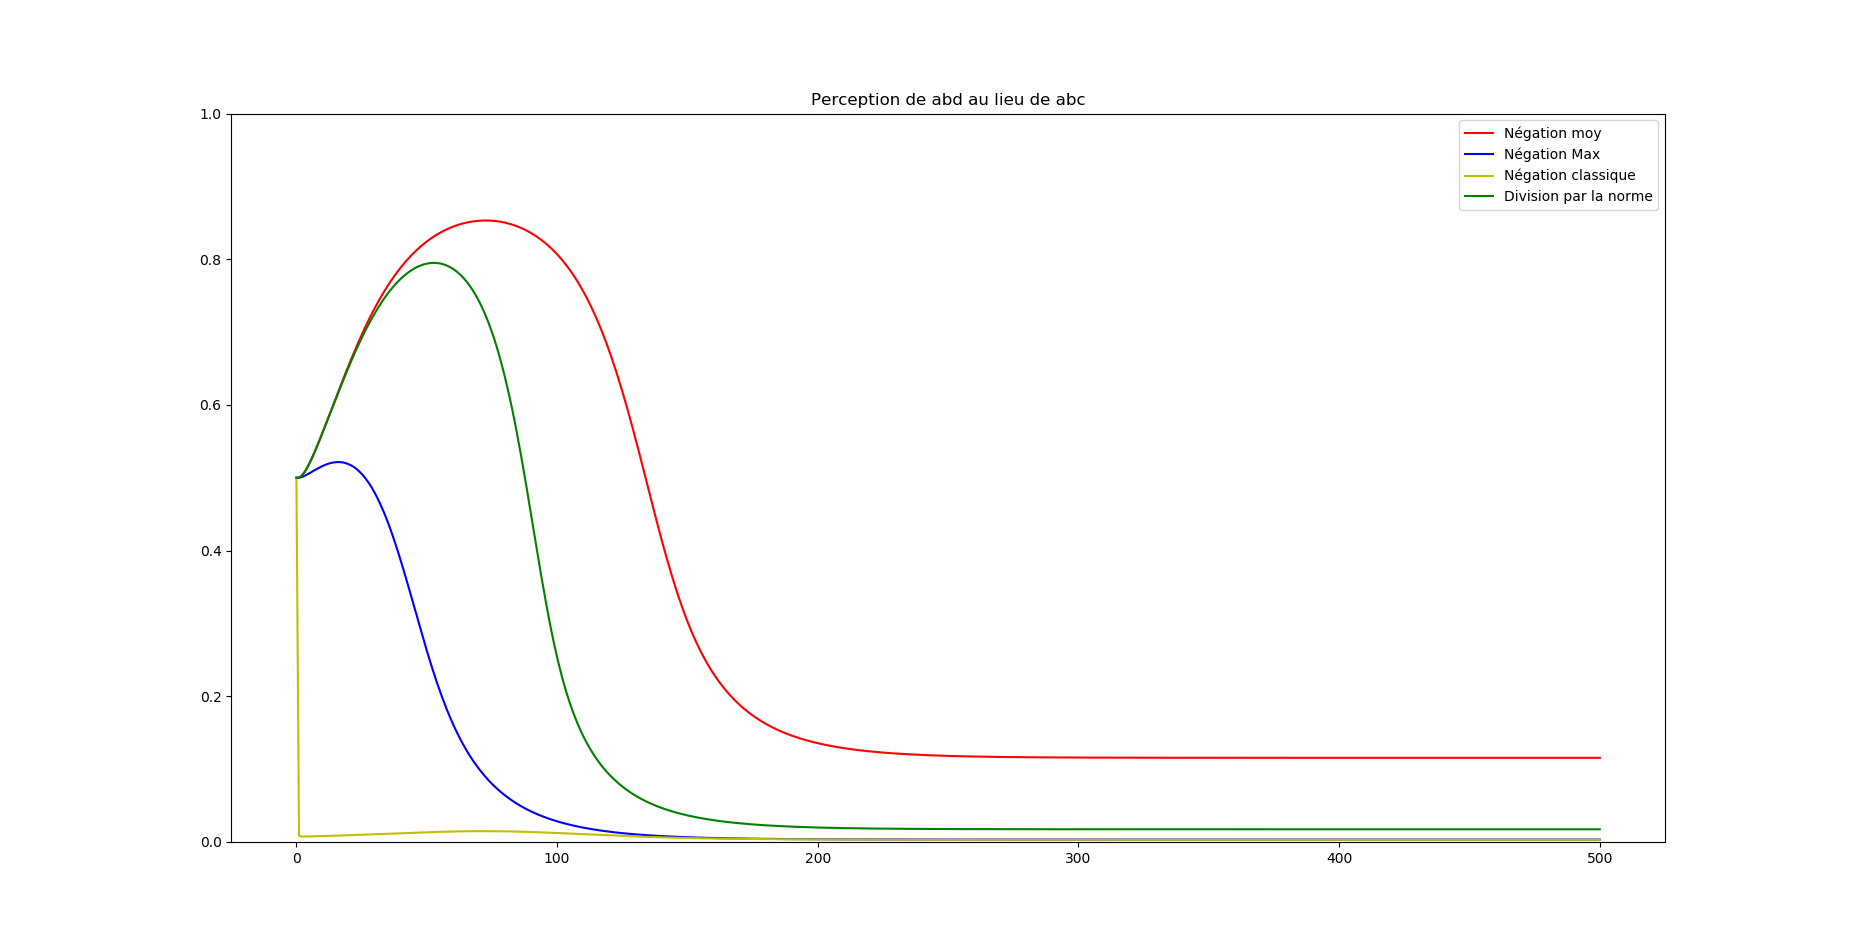 Perception de abd au lieu de abc
1.0
0.8
0.6
0.4
0.2
0.0
0 100 200 300 400 500
Négation moy
Négation Max
Négation classique
Division par la norme